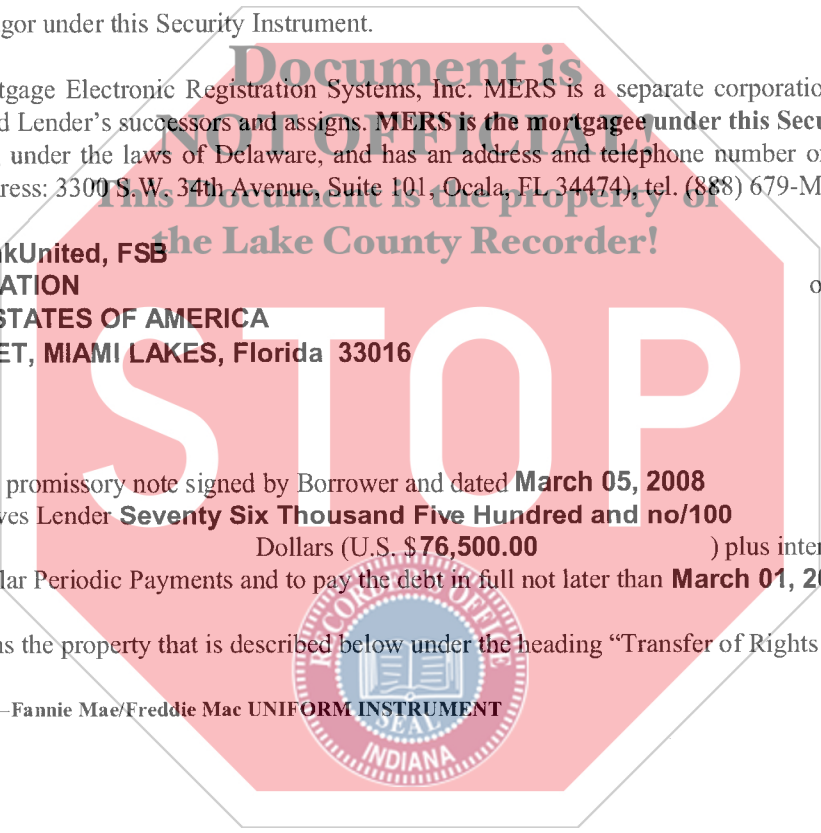 gor under this Security Instrument.
Document is
tgage Electronic Registration Systems, Inc. MERS is a separate corporatio
d Lender's successors and assigns. MERS is the mortgagee under this Secu
NOT OFFICIAL!
under the laws of Delaware, and has an address and telephone number o
ress: 3300 S.W. 34th Avenue, Suite 101, Ocala, FL 34474), tel. (888) 679-M
This Document is the property of
the Lake County Recorder!
kUnited, FSB
ATION
o
STATES OF AMERICA
ET, MIAMI LAKES, Florida 33016
STOP
promissory note signed by Borrower and dated March 05, 2008
ves Lender Seventy Six Thousand Five Hundred and no/100
Dollars (U.S. $76,500.00 ) plus inter
lar Periodic Payments and to pay the debt in full not later than March 01, 20
s the property that is described below under the heading “Transfer of Rights
–Fannie Mae/Freddie Mac UNIFORM INSTRUMENT
RECORDER'S OFFICE
SEAL
INDIANA